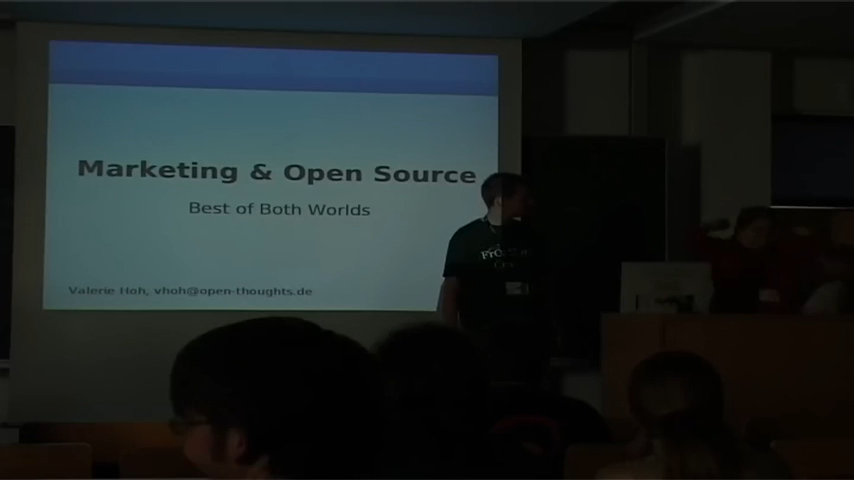 Marketing & Open Source
Best of Both Worlds
Valerie Hoh, vhoh@open-thoughts.de